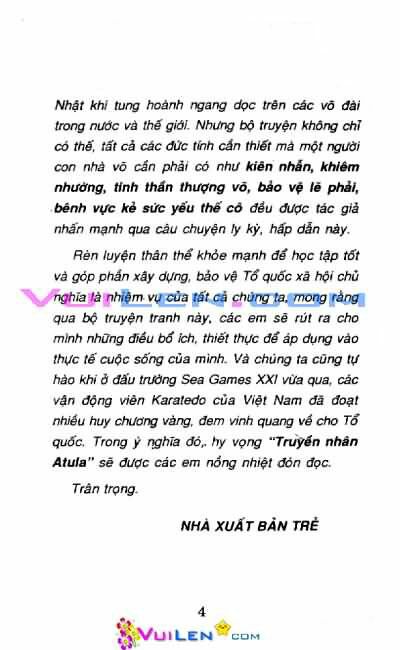 Nhật khi tung hoành ngang dọc trên các võ đài
trong nước và thế giới. Nhưng bộ truyện không chỉ
có thế, tất cả các đức tính cần thiết mà một người
con nhà võ cần phải có như kiên nhẫn, khiêm
nhường, tinh thần thượng võ, bảo vệ lẽ phải,
bênh vực kẻ sức yếu thế cô đều được tác giả
nhấn mạnh qua câu chuyện ly kỳ, hấp dẫn này.
Rèn luyện thân thể khỏe mạnh để học tập tốt
và góp phần xây dựng, bảo vệ Tổ quốc xã hội chủ
nghĩa là nhiệm vụ của tất cả chúng ta, mong rằng
qua bộ truyện tranh này, các em sẽ rút ra cho
mình những điều bổ ích, thiết thực để áp dụng vào
thực tế cuộc sống của mình. Và chúng ta cũng tự
hào khi ở đấu trường Sea Games XXI vừa qua, các
vận động viên Karatedo của Việt Nam đã đoạt
nhiều huy chương vàng, đem vinh quang về cho Tổ
quốc. Trong ý nghĩa đó, hy vọng "Truyền nhân
Atula" sẽ được các em nồng nhiệt đón đọc.
Trân trọng.
NHÀ XUẤT BẢN TRẺ
VUILEN.COM
4
VUILEN.COM